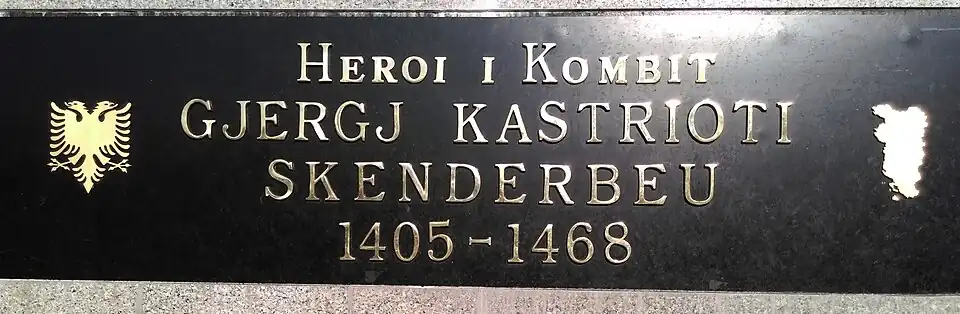 Heroi i Kombit
GJERGJ KASTRIOTI
SKENDERBEU
1405-1468